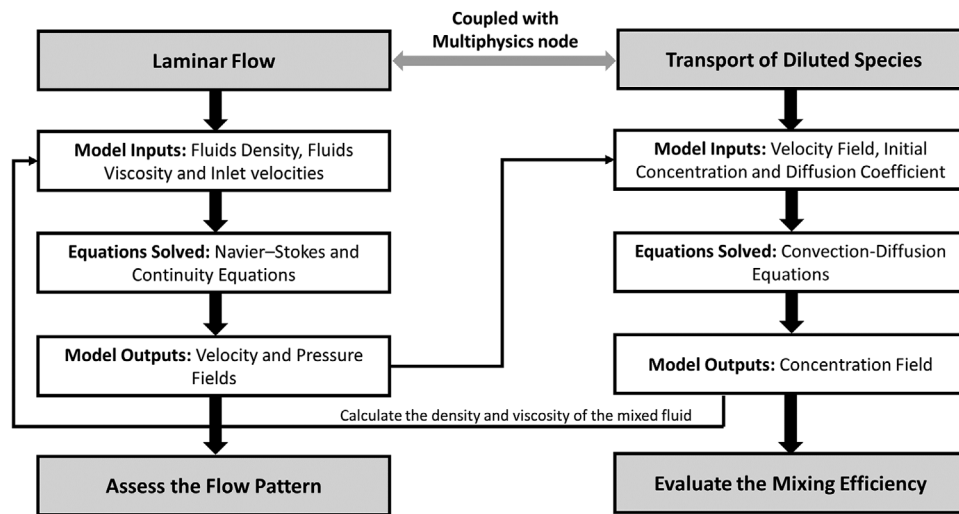 Coupled with
Multiphysics node
Laminar Flow
Transport of Diluted Species
Model Inputs: Fluids Density, Fluids
Viscosity and Inlet velocities
Model Inputs: Velocity Field, Initial
Concentration and Diffusion Coefficient
Equations Solved: Navier–Stokes and
Continuity Equations
Equations Solved: Convection-Diffusion
Equations
Model Outputs: Velocity and Pressure
Fields
Model Outputs: Concentration Field
Calculate the density and viscosity of the mixed fluid
Assess the Flow Pattern
Evaluate the Mixing Efficiency